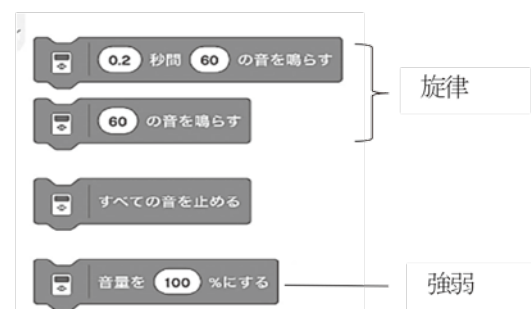 0.2 秒間 60 の音を鳴らす
旋律
60 の音を鳴らす
すべての音を止める
音量を 100 %にする
強弱